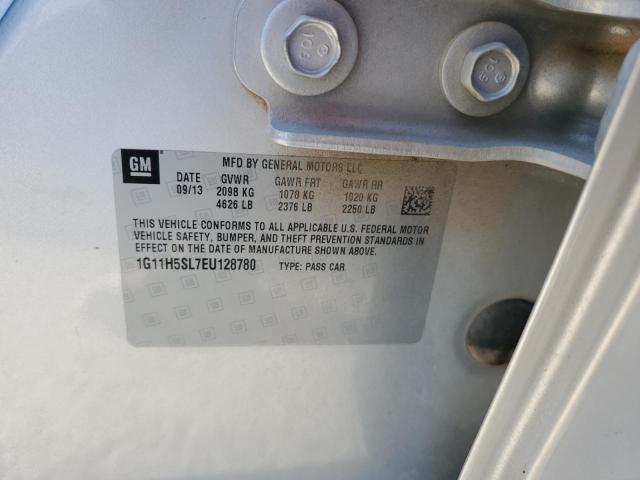 GM
MFD BY GENERAL MOTORS LLC
DATE GVWR GAWR FRT GAWR RR
09/13 2098 KG 1078 KG 1020 KG
4626 LB 2376 LB 2250 LB
THIS VEHICLE CONFORMS TO ALL APPLICABLE U.S. FEDERAL MOTOR
VEHICLE SAFETY, BUMPER, AND THEFT PREVENTION STANDARDS IN
EFFECT ON THE DATE OF MANUFACTURE SHOWN ABOVE.
1G11H5SL7EU128780 TYPE: PASS CAR